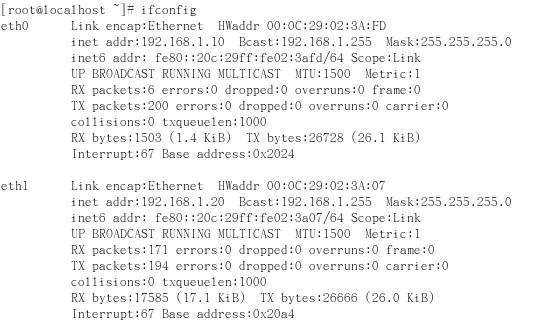 [root@localhost ~]# ifconfig
eth0      Link encap:Ethernet  HWaddr 00:0C:29:02:3A:FD
          inet addr:192.168.1.10  Bcast:192.168.1.255  Mask:255.255.255.0
          inet6 addr: fe80::20c:29ff:fe02:3afd/64 Scope:Link
          UP BROADCAST RUNNING MULTICAST  MTU:1500  Metric:1
          RX packets:6 errors:0 dropped:0 overruns:0 frame:0
          TX packets:200 errors:0 dropped:0 overruns:0 carrier:0
          collisions:0 txqueuelen:1000
          RX bytes:1503 (1.4 KiB)  TX bytes:26728 (26.1 KiB)
          Interrupt:67 Base address:0x2024

eth1      Link encap:Ethernet  HWaddr 00:0C:29:02:3A:07
          inet addr:192.168.1.20  Bcast:192.168.1.255  Mask:255.255.255.0
          inet6 addr: fe80::20c:29ff:fe02:3a07/64 Scope:Link
          UP BROADCAST RUNNING MULTICAST  MTU:1500  Metric:1
          RX packets:171 errors:0 dropped:0 overruns:0 frame:0
          TX packets:194 errors:0 dropped:0 overruns:0 carrier:0
          collisions:0 txqueuelen:1000
          RX bytes:17585 (17.1 KiB)  TX bytes:26666 (26.0 KiB)
          Interrupt:67 Base address:0x20a4